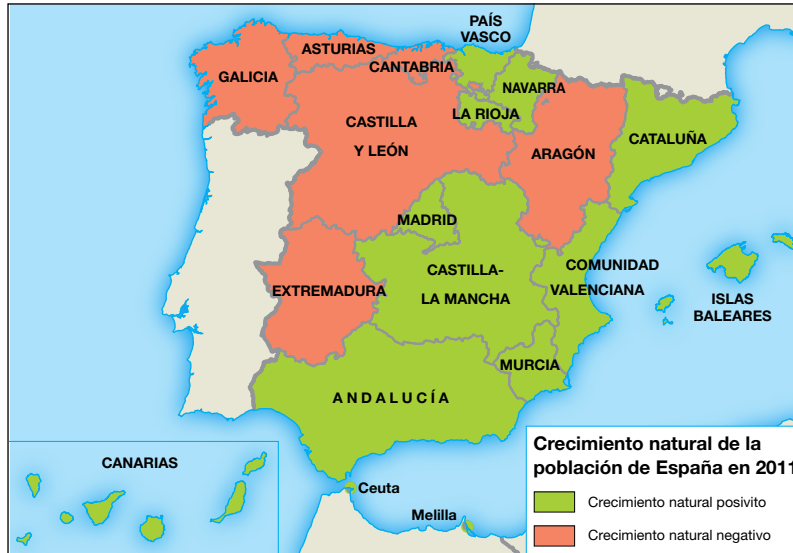 PAÍS
VASCO
ASTURIAS
CANTABRIA
GALICIA
NAVARRA
LA RIOJA
CASTILLA
Y LEÓN
CATALUÑA
ARAGÓN
MADRID
CASTILLA-
LA MANCHA
COMUNIDAD
VALENCIANA
EXTREMADURA
ISLAS
BALEARES
MURCIA
ANDALUCÍA
CANARIAS
Ceuta
Melilla
Crecimiento natural de la
población de España en 2011
Crecimiento natural posivito
Crecimiento natural negativo